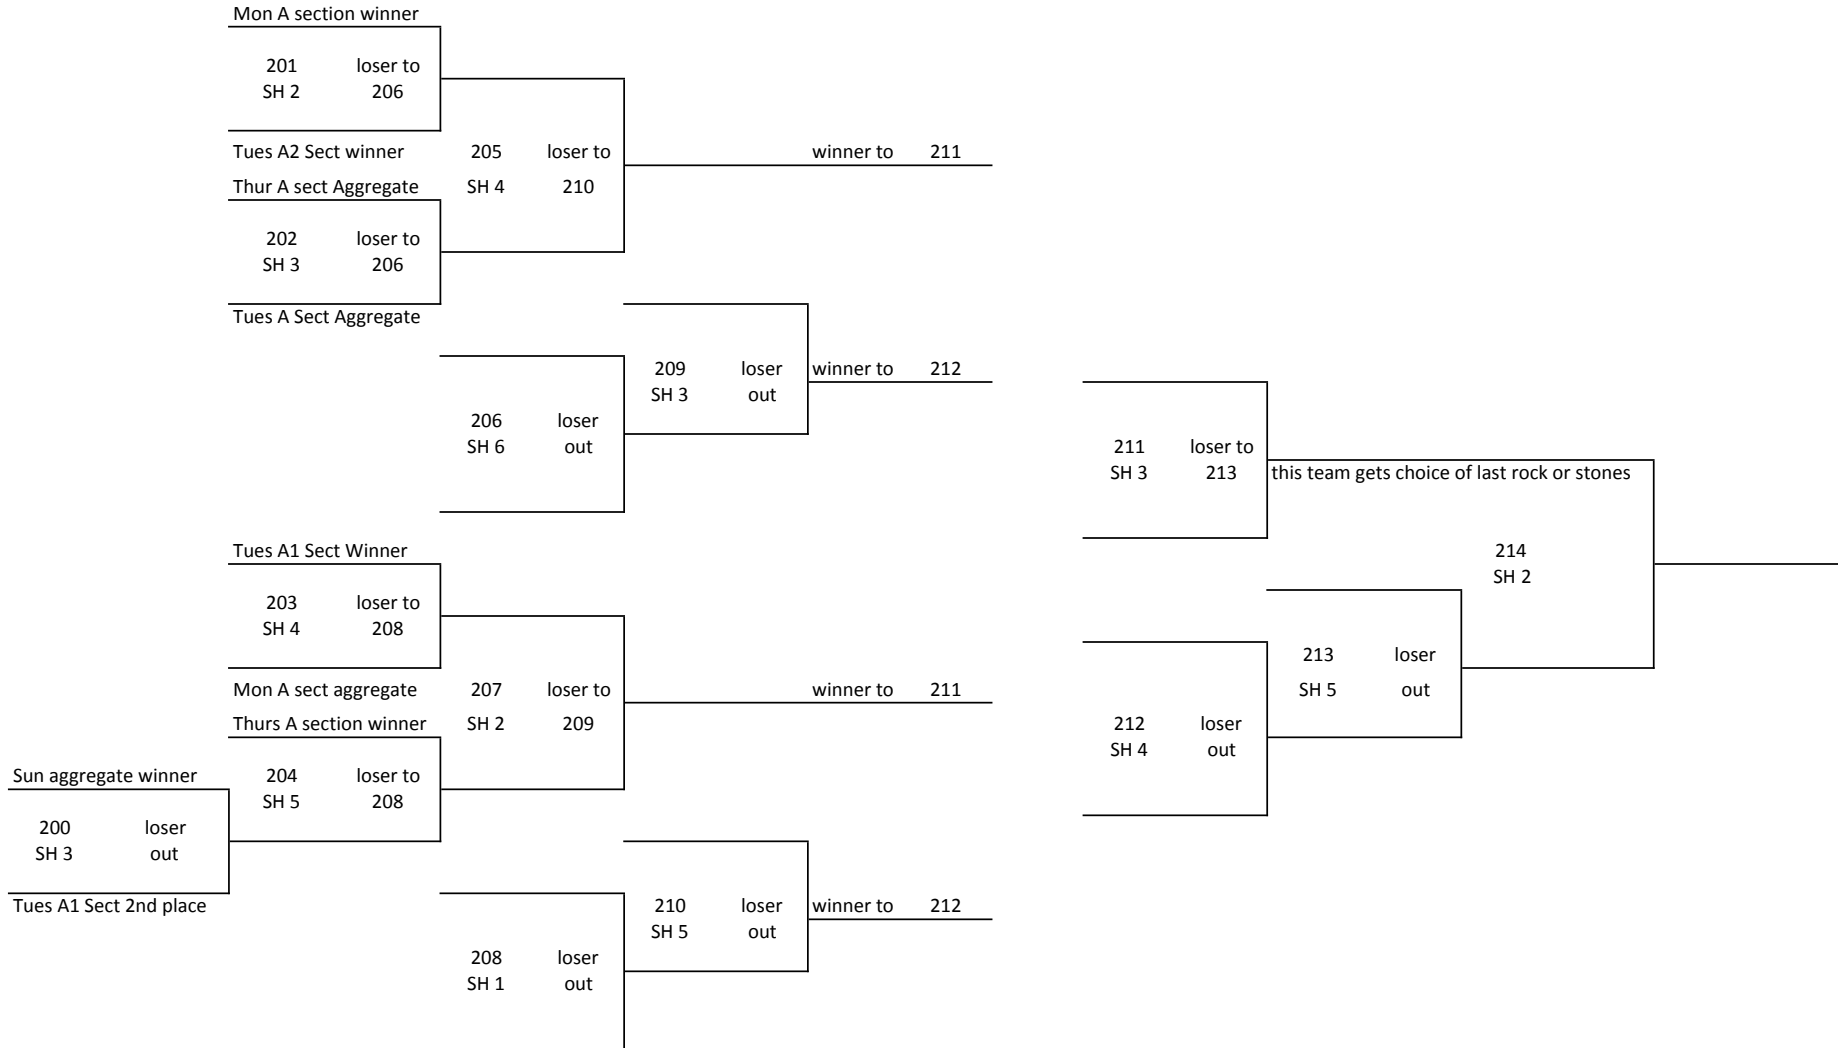 Mon A section winner
201 loser to
SH 2 206
Tues A2 Sect winner 205 loser to winner to 211
Thur A sect Aggregate SH 4 210
202 loser to
SH 3 206
Tues A Sect Aggregate
209 loser winner to 212
SH 3 out
206 loser
SH 6 out
211 loser to
SH 3 213 this team gets choice of last rock or stones
Tues A1 Sect Winner 214
SH 2
203 loser to
SH 4 208
213 loser
Mon A sect aggregate 207 loser to winner to 211 SH 5 out
Thurs A section winner SH 2 209 212 loser
SH 4 out
Sun aggregate winner 204 loser to
SH 5 208
200 loser
SH 3 out
Tues A1 Sect 2nd place 210 loser winner to 212
SH 5 out
208 loser
SH 1 out